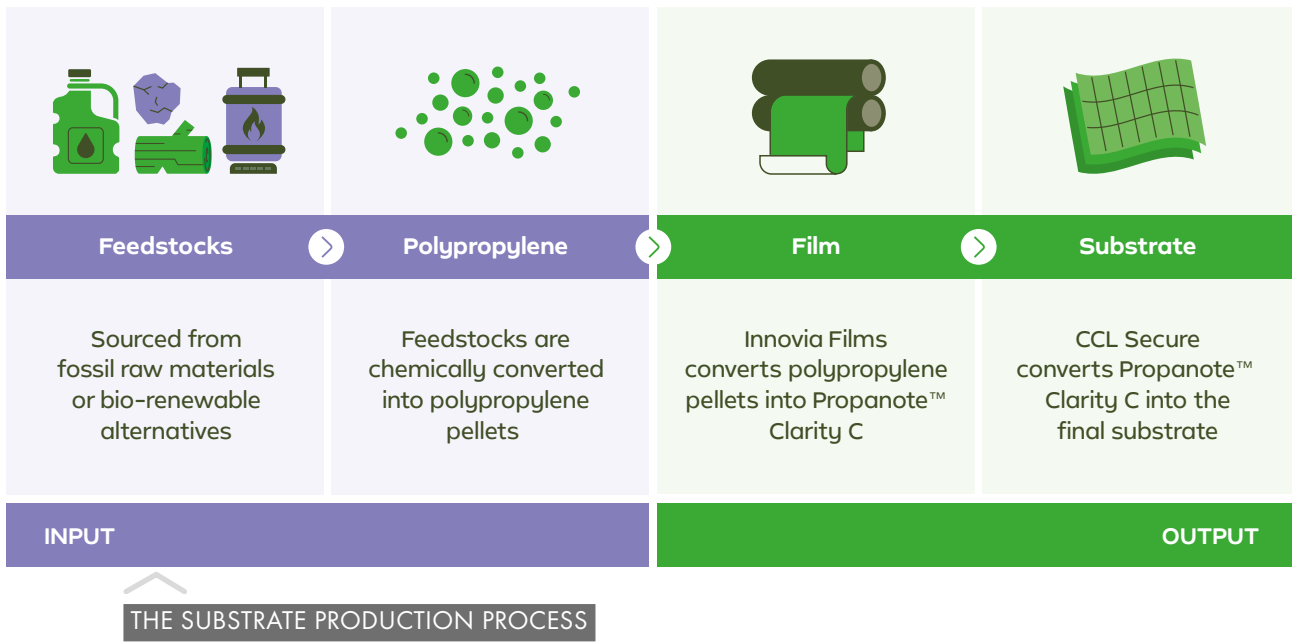 Feedstocks
Polypropylene
Film
Substrate
Sourced from
fossil raw materials
or bio-renewable
alternatives
Feedstocks are
chemically converted
into polypropylene
pellets
Innovia Films
converts polypropylene
pellets into Propanote™
Clarity C
CCL Secure
converts Propanote™
Clarity C into the
final substrate
INPUT
OUTPUT
THE SUBSTRATE PRODUCTION PROCESS